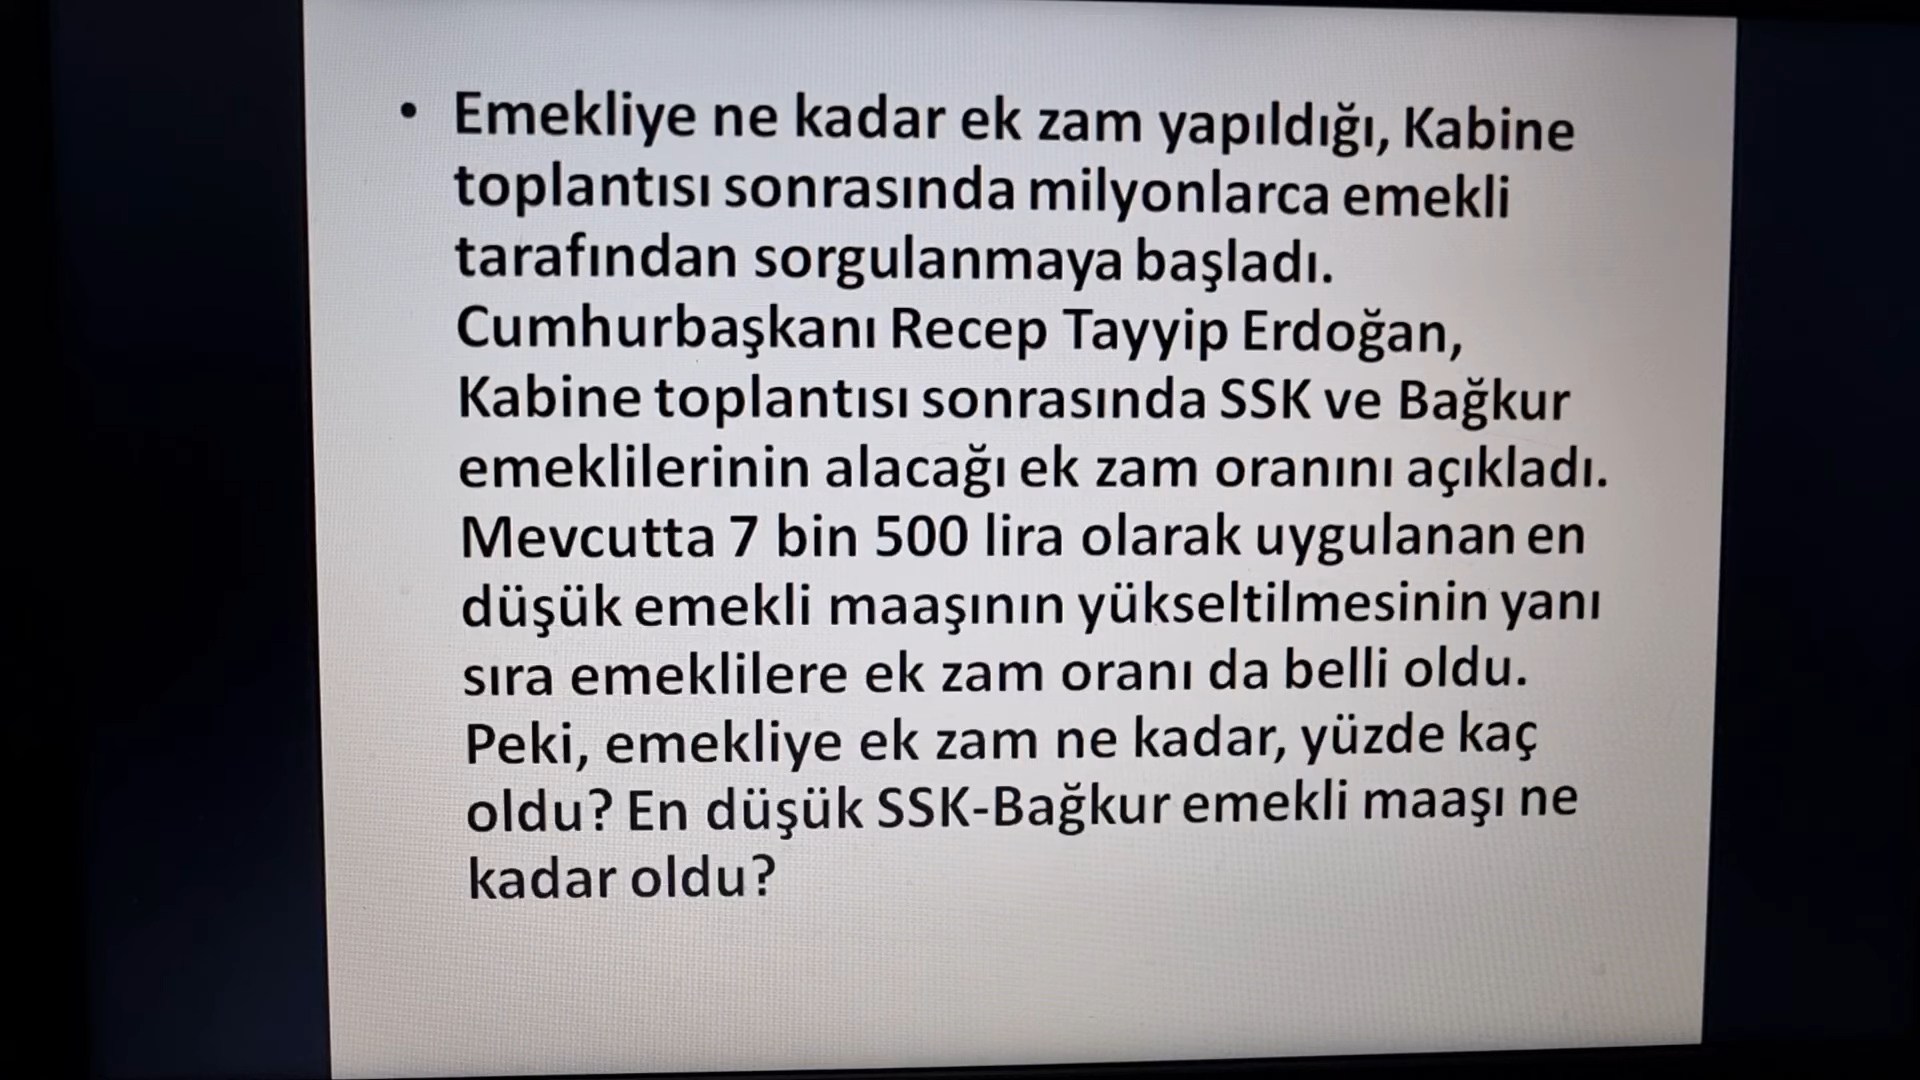 • Emekliye ne kadar ek zam yapıldığı, Kabine
toplantısı sonrasında milyonlarca emekli
tarafından sorgulanmaya başladı.
Cumhurbaşkanı Recep Tayyip Erdoğan,
Kabine toplantısı sonrasında SSK ve Bağkur
emeklilerinin alacağı ek zam oranını açıkladı.
Mevcutta 7 bin 500 lira olarak uygulanan en
düşük emekli maaşının yükseltilmesinin yanı
sıra emeklilere ek zam oranı da belli oldu.
Peki, emekliye ek zam ne kadar, yüzde kaç
oldu? En düşük SSK-Bağkur emekli maaşı ne
kadar oldu?